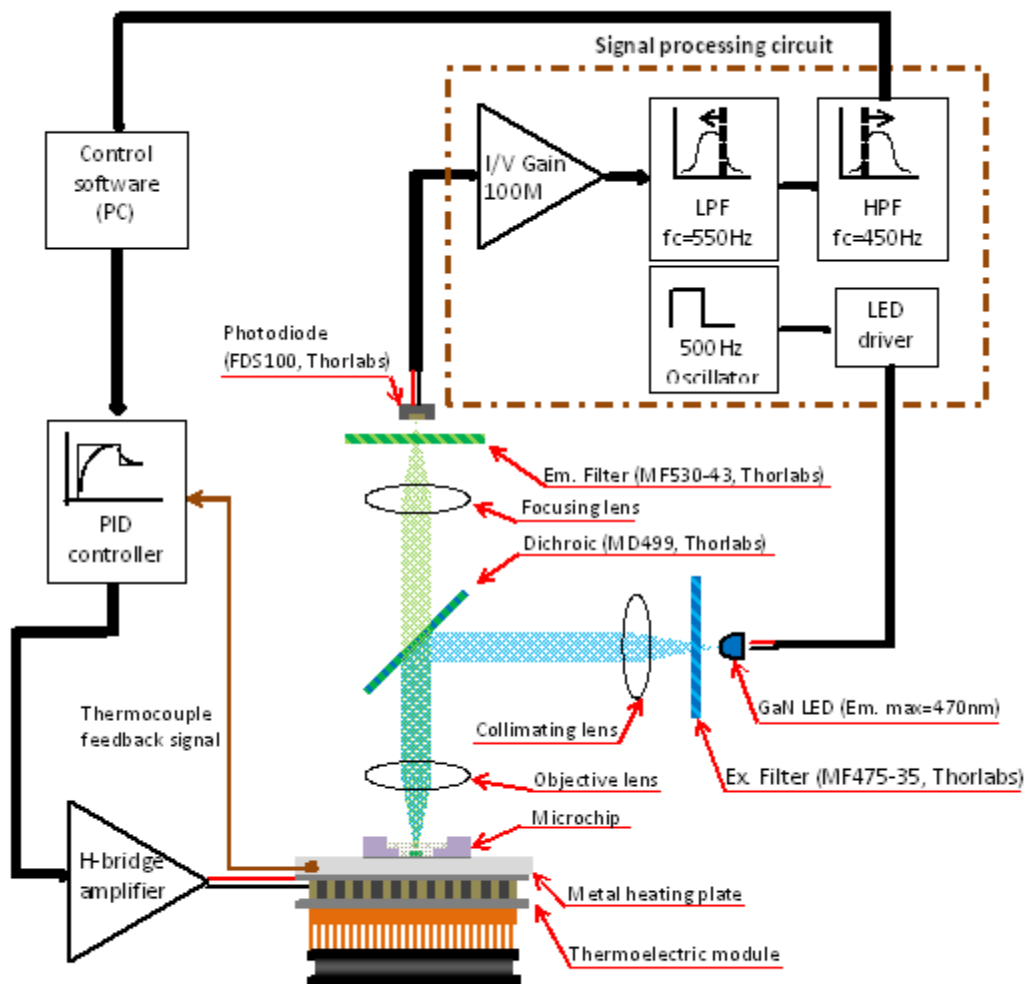 Signal processing circuit
Control
software
(PC)
I/V Gain
100M
LPF
fc=550Hz
HPF
fc=450Hz
500 Hz
Oscillator
LED
driver
Photodiode
(FDS100, Thorlabs)
Em. Filter (MF530-43, Thorlabs)
Focusing lens
Dichroic (MD499, Thorlabs)
PID
controller
GaN LED (Em. max=470nm)
Collimating lens
Ex. Filter (MF475-35, Thorlabs)
Thermocouple
feedback signal
Objective lens
Microchip
H-bridge
amplifier
Metal heating plate
Thermoelectric module